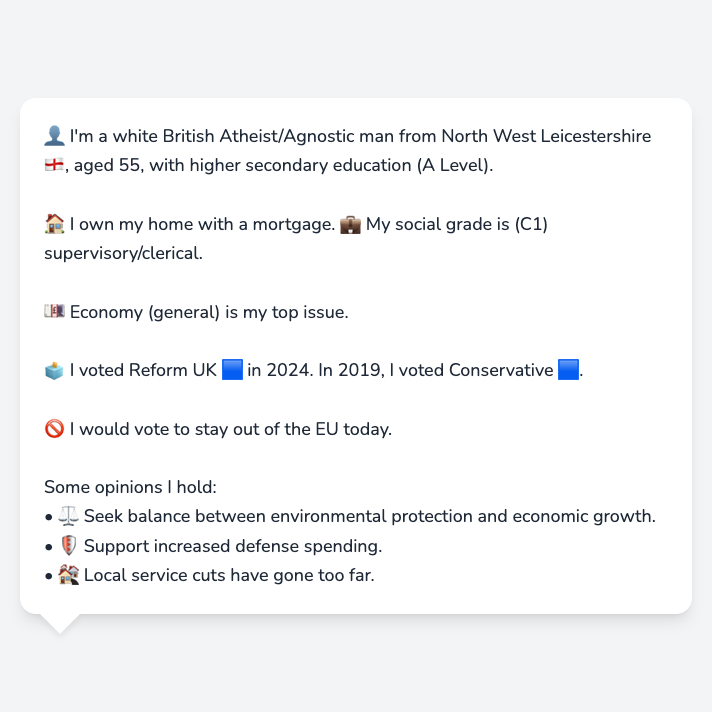 👤 I'm a white British Atheist/Agnostic man from North West Leicestershire
🏴󠁧󠁢󠁥󠁮󠁧󠁿, aged 55, with higher secondary education (A Level).
🏠 I own my home with a mortgage. 💼 My social grade is (C1)
supervisory/clerical.
💷 Economy (general) is my top issue.
🗳️ I voted Reform UK 🟦 in 2024. In 2019, I voted Conservative 🟦.
🚫 I would vote to stay out of the EU today.
Some opinions I hold:
• ⚖️ Seek balance between environmental protection and economic growth.
• 🛡️ Support increased defense spending.
• 🏘️ Local service cuts have gone too far.